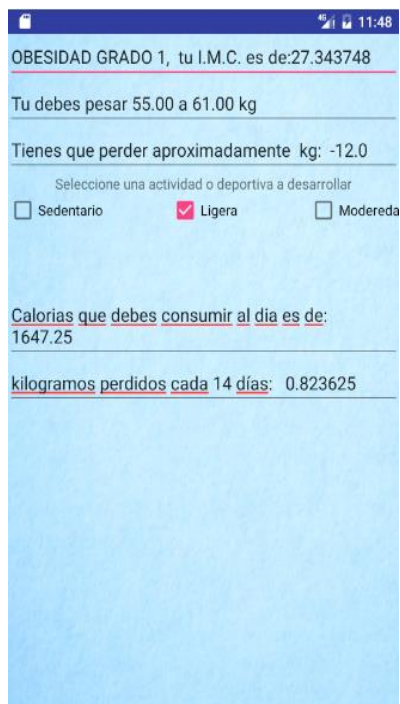 4G 11:48
OBESIDAD GRADO 1, tu I.M.C. es de:27.343748
Tu debes pesar 55.00 a 61.00 kg
Tienes que perder aproximadamente kg: -12.0
Seleccione una actividad o deportiva a desarrollar
Sedentario Ligera Modereda
Calorias que debes consumir al dia es de:
1647.25
kilogramos perdidos cada 14 días: 0.823625